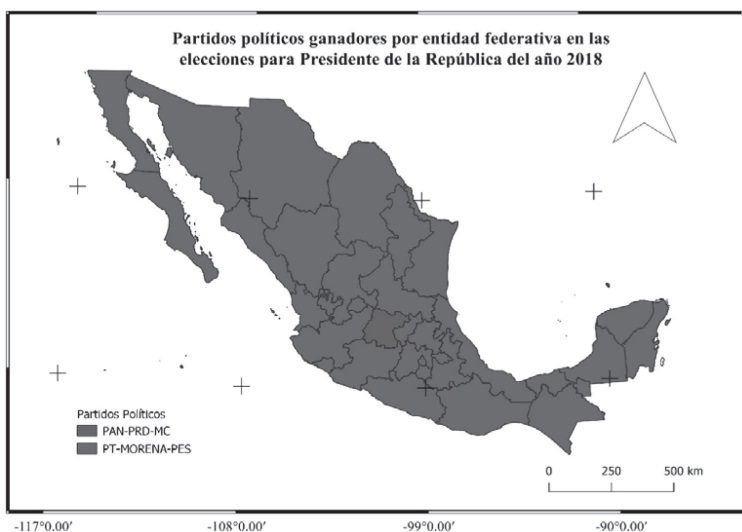 Partidos políticos ganadores por entidad federativa en las
elecciones para Presidente de la República del año 2018
Partidos Políticos
PAN-PRD-MC
PT-MORENA-PES
0 250 500 km
-117°0.00′ -108°0.00′ -99°0.00′ -90°0.00′